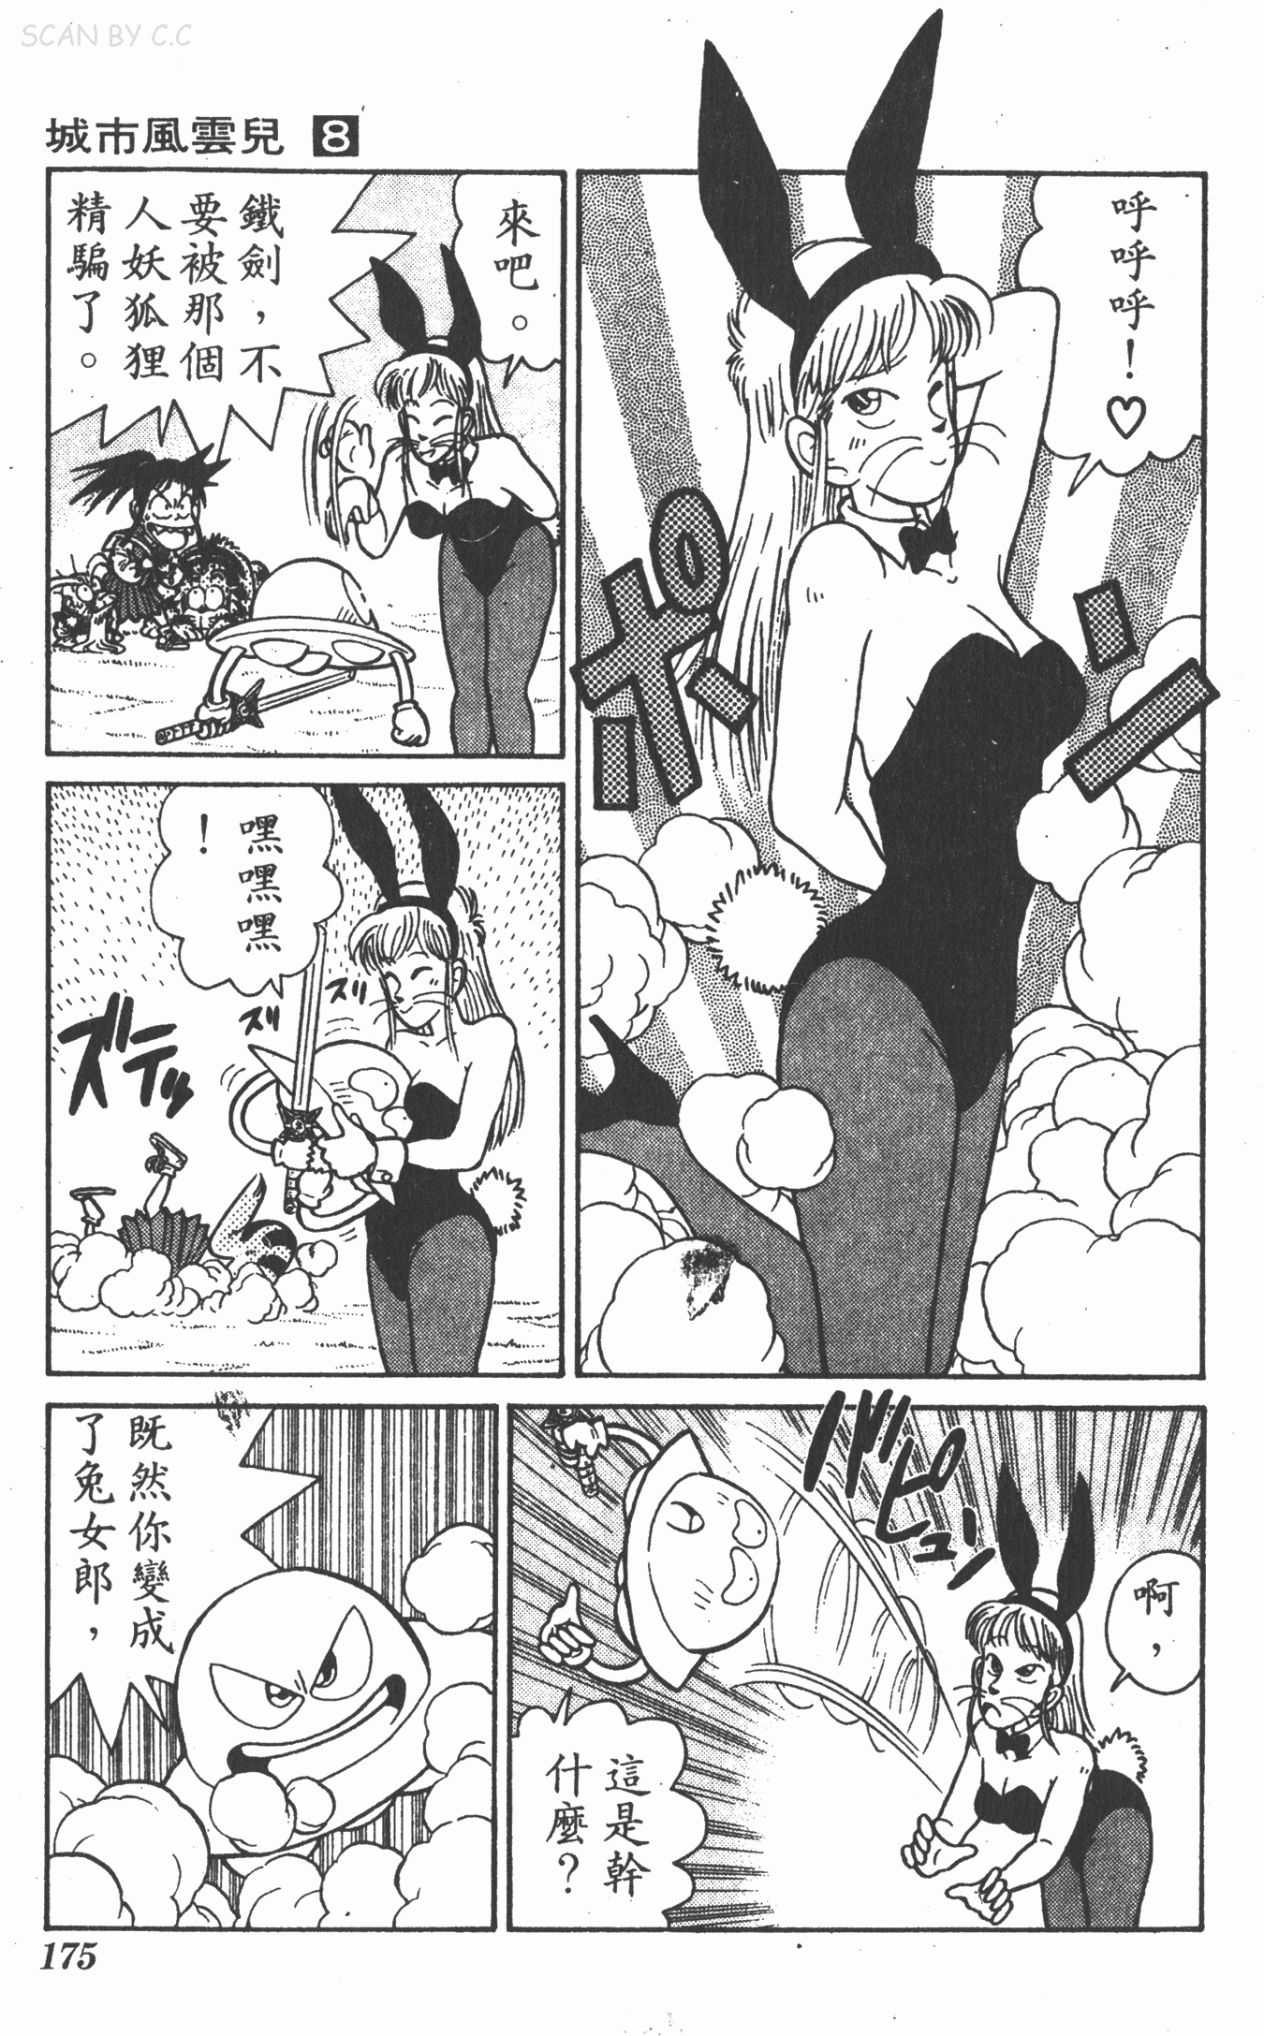 SCAN BY C.C
城市風雲兒 8
呼呼呼！♡
ポン
來吧。
鐵劍，不
要被那個
人妖狐狸
精騙了。
嘿嘿嘿
！
ズリ
ズリ
ズテッ
啊，
バピュン
這是幹
什麼？
既然你變成
了兔女郎，
175